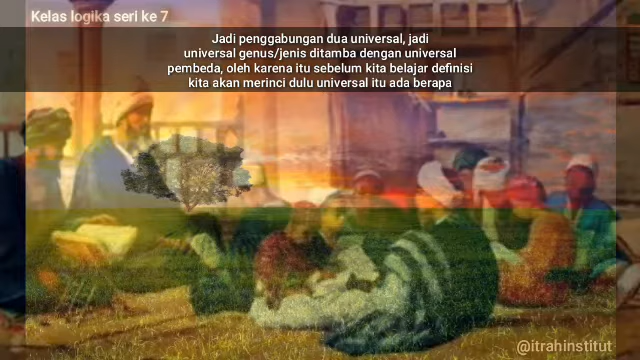 Kelas logika seri ke 7
Jadi penggabungan dua universal, jadi
universal genus/jenis ditamba dengan universal
pembeda, oleh karena itu sebelum kita belajar definisi
kita akan merinci dulu universal itu ada berapa
@itrahinstitut